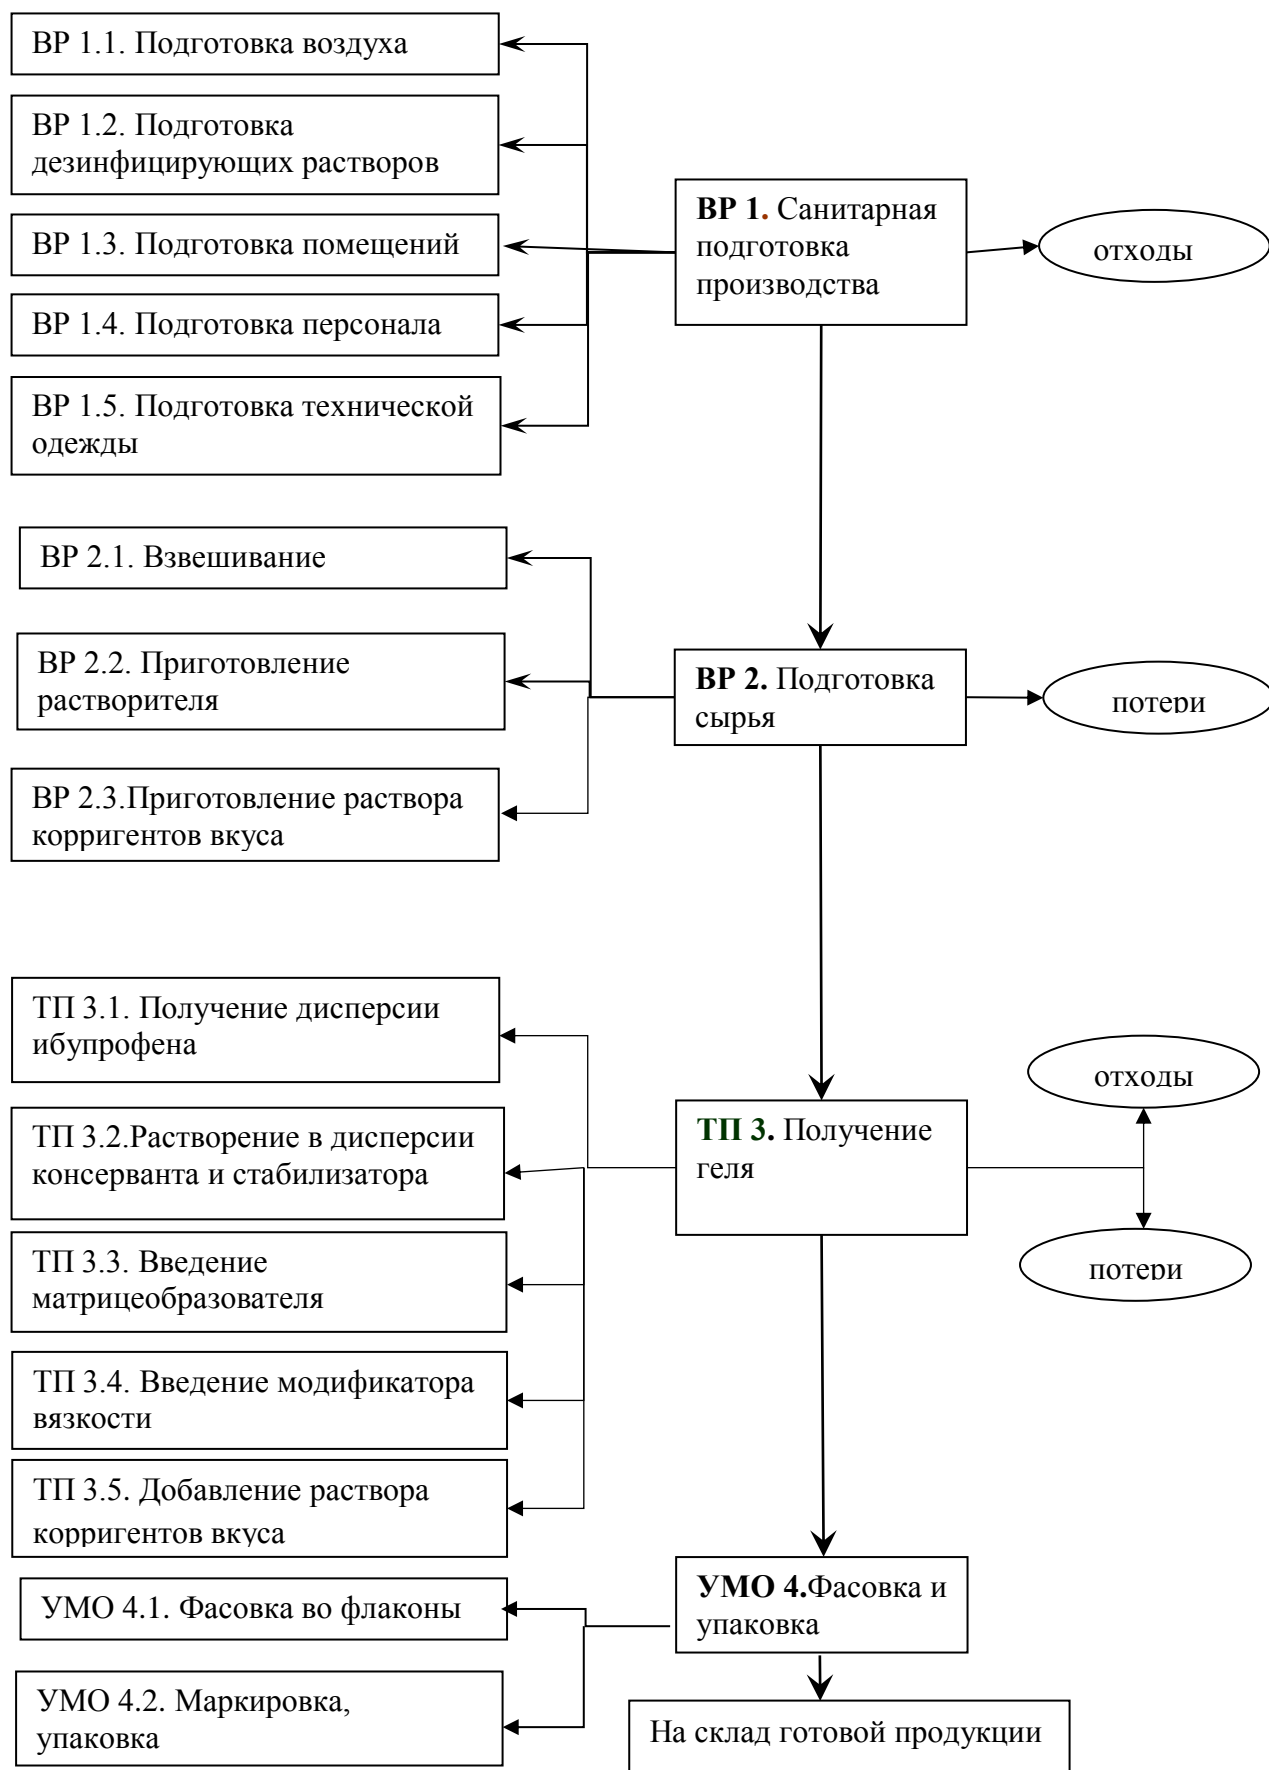 ВР 1.1. Подготовка воздуха
ВР 1.2. Подготовка
дезинфицирующих растворов
ВР 1.3. Подготовка помещений
ВР 1.4. Подготовка персонала
ВР 1.5. Подготовка технической
одежды
ВР 1. Санитарная
подготовка
производства
отходы
ВР 2.1. Взвешивание
ВР 2.2. Приготовление
растворителя
ВР 2.3.Приготовление раствора
корригентов вкуса
ВР 2. Подготовка
сырья
потери
ТП 3.1. Получение дисперсии
ибупрофена
ТП 3.2.Растворение в дисперсии
консерванта и стабилизатора
ТП 3.3. Введение
матрицеобразователя
ТП 3.4. Введение модификатора
вязкости
ТП 3.5. Добавление раствора
корригентов вкуса
ТП 3. Получение
геля
отходы
потери
УМО 4.1. Фасовка во флаконы
УМО 4.2. Маркировка,
упаковка
УМО 4.Фасовка и
упаковка
На склад готовой продукции